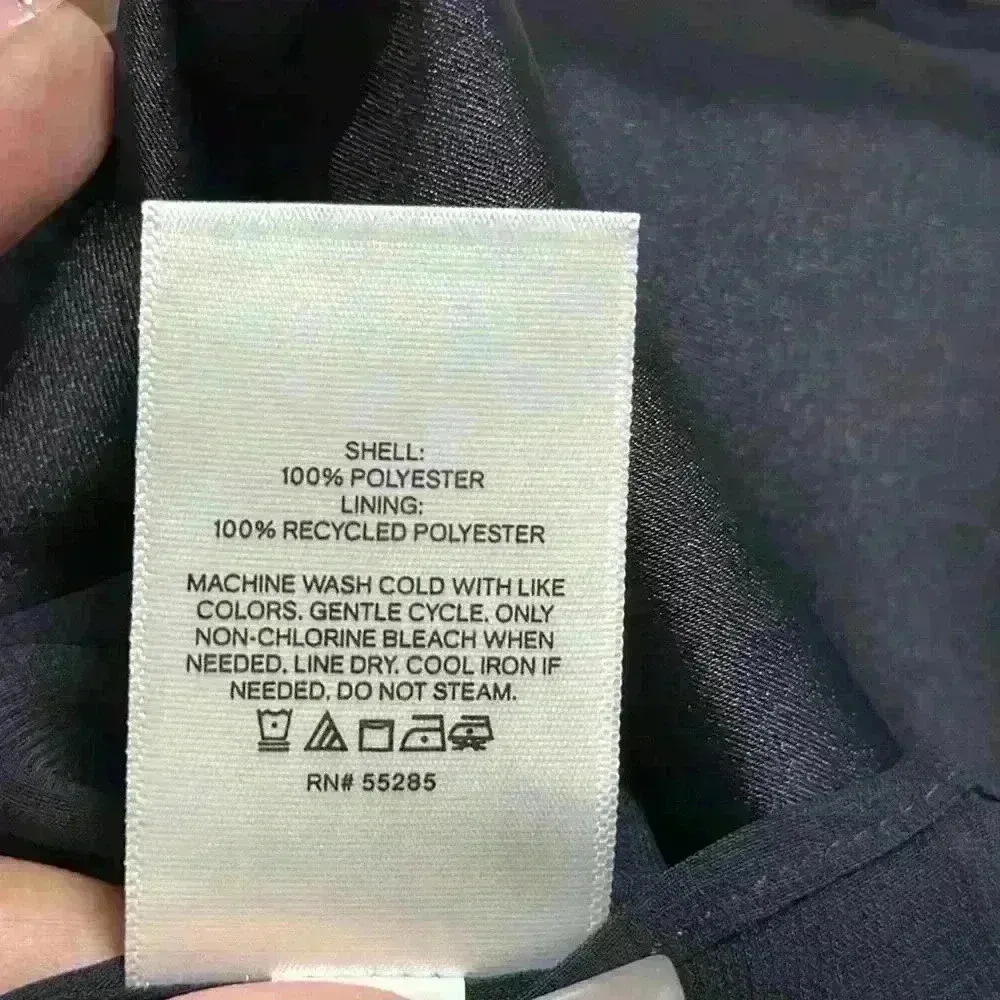 SHELL:
100% POLYESTER
LINING:
100% RECYCLED POLYESTER
MACHINE WASH COLD WITH LIKE
COLORS. GENTLE CYCLE. ONLY
NON-CHLORINE BLEACH WHEN
NEEDED. LINE DRY. COOL IRON IF
NEEDED. DO NOT STEAM.
RN# 55285